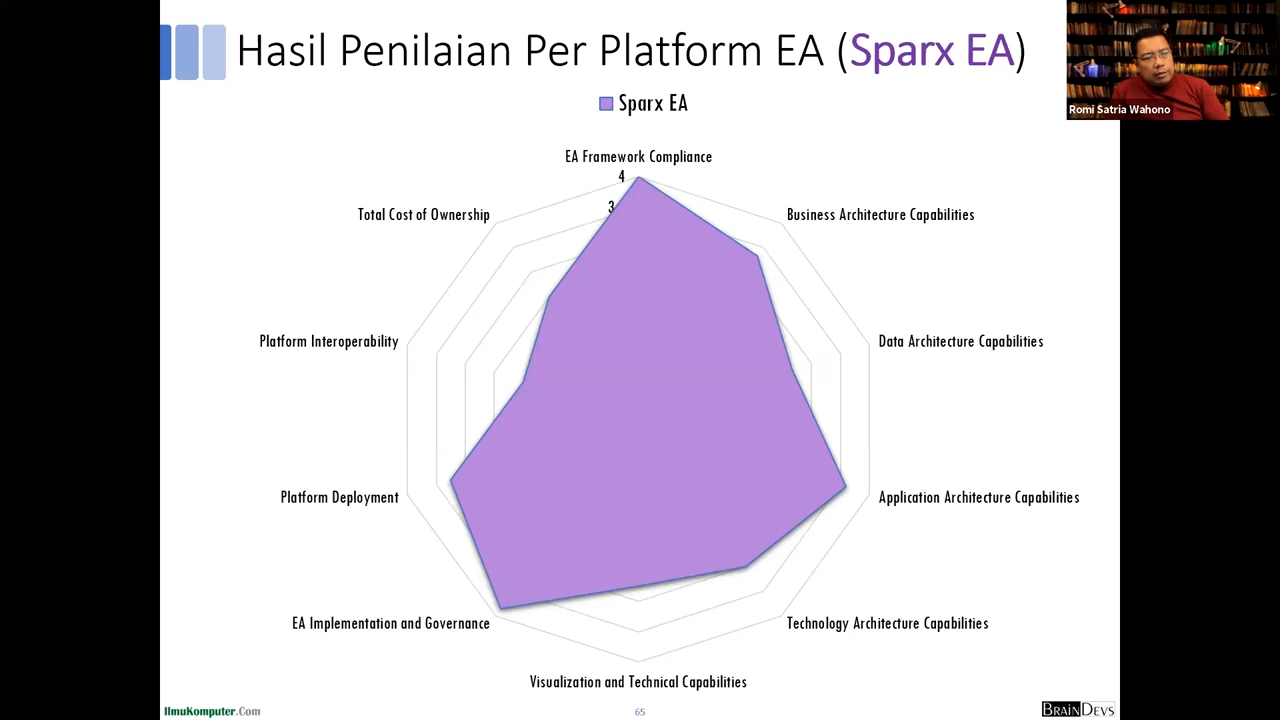 Hasil Penilaian Per Platform EA (Sparx EA)
Romi Satria Wahono
Sparx EA
EA Framework Compliance
4
3
Total Cost of Ownership
Business Architecture Capabilities
Platform Interoperability
Data Architecture Capabilities
Platform Deployment
Application Architecture Capabilities
EA Implementation and Governance
Technology Architecture Capabilities
Visualization and Technical Capabilities
IlmuKomputer.Com
65
BRAINDEVS